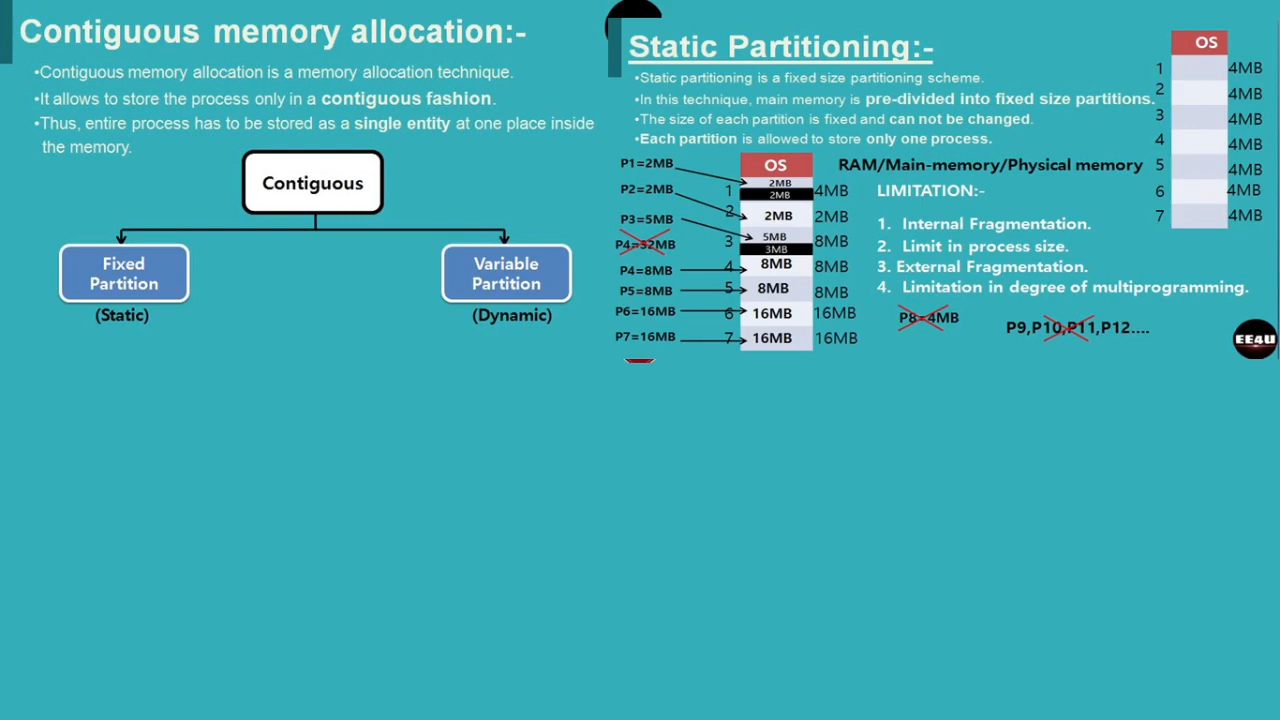 Contiguous memory allocation:-
•Contiguous memory allocation is a memory allocation technique.
•It allows to store the process only in a contiguous fashion.
•Thus, entire process has to be stored as a single entity at one place inside
the memory.
Contiguous
Fixed
Partition
Variable
Partition
(Static)
(Dynamic)
Static Partitioning:-
•Static partitioning is a fixed size partitioning scheme.
•In this technique, main memory is pre-divided into fixed size partitions.
•The size of each partition is fixed and can not be changed.
•Each partition is allowed to store only one process.
OS
1 4MB
2 4MB
3 4MB
4 4MB
5 4MB
6 4MB
7 4MB
OS
P1=2MB
P2=2MB
P3=5MB
P4=32MB
P4=8MB
P5=8MB
P6=16MB
P7=16MB
1 2MB 4MB
2MB
2 2MB 2MB
3 5MB 8MB
3MB
4 8MB 8MB
5 8MB 8MB
6 16MB 16MB
7 16MB 16MB
RAM/Main-memory/Physical memory
LIMITATION:-
1. Internal Fragmentation.
2. Limit in process size.
3. External Fragmentation.
4. Limitation in degree of multiprogramming.
P8=4MB
P9,P10,P11,P12....
EE4U